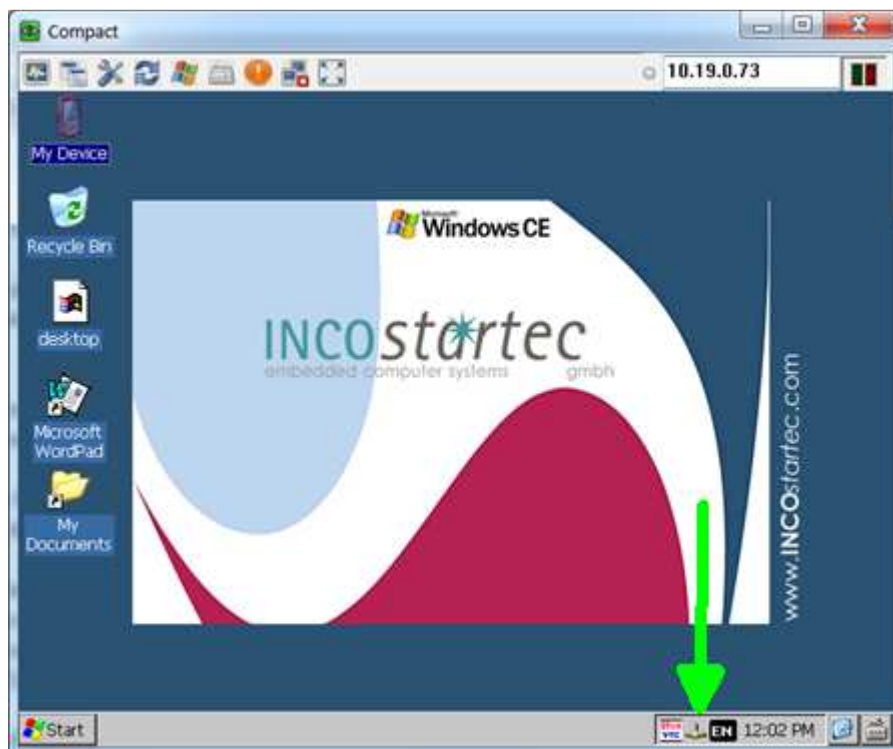 Compact
10.19.0.73
My Device
Recycle Bin
desktop
Microsoft
WordPad
My
Documents
Microsoft
Windows CE
INCOstartec
embedded computer systems gmbh
www.INCOstartec.com
Start
EN
12:02 PM